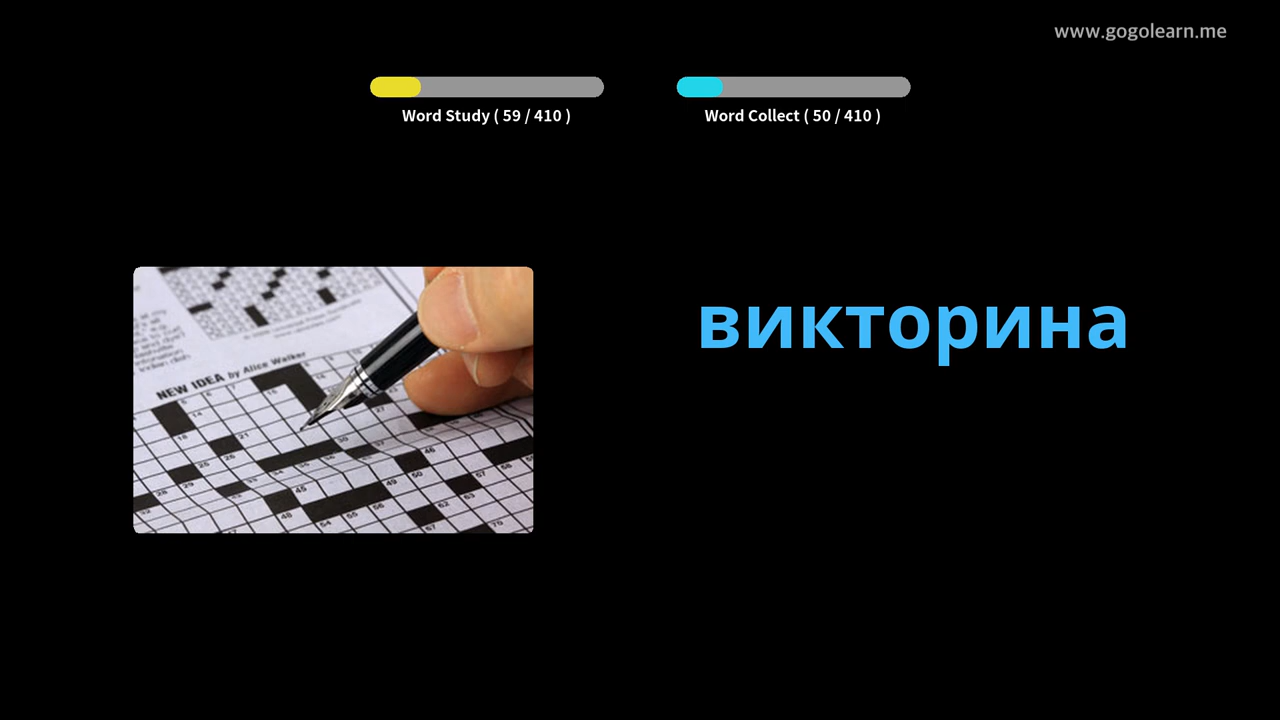 www.gogolearn.me
Word Study ( 59 / 410 )
Word Collect ( 50 / 410 )
викторина
NEW IDEA by Alice Walker